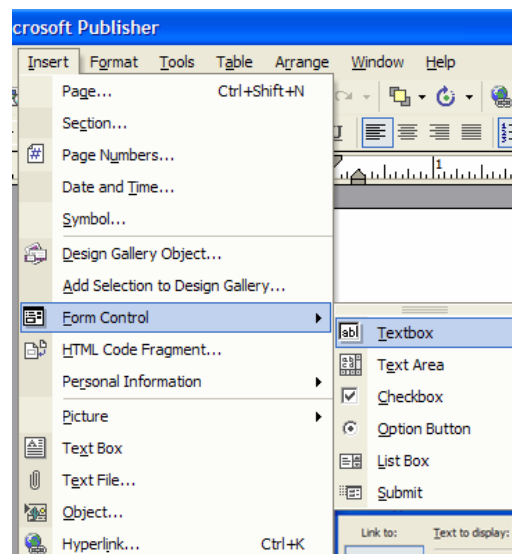 crosoft Publisher
Insert Format Tools Table Arrange Window Help
Page... Ctrl+Shift+N
Section...
Page Numbers...
Date and Time...
Symbol...
Design Gallery Object...
Add Selection to Design Gallery...
Form Control
Textbox
HTML Code Fragment...
Text Area
Personal Information
Checkbox
Picture
Option Button
Text Box
List Box
Text File...
Submit
Object...
Link to: Text to display:
Hyperlink... Ctrl+K